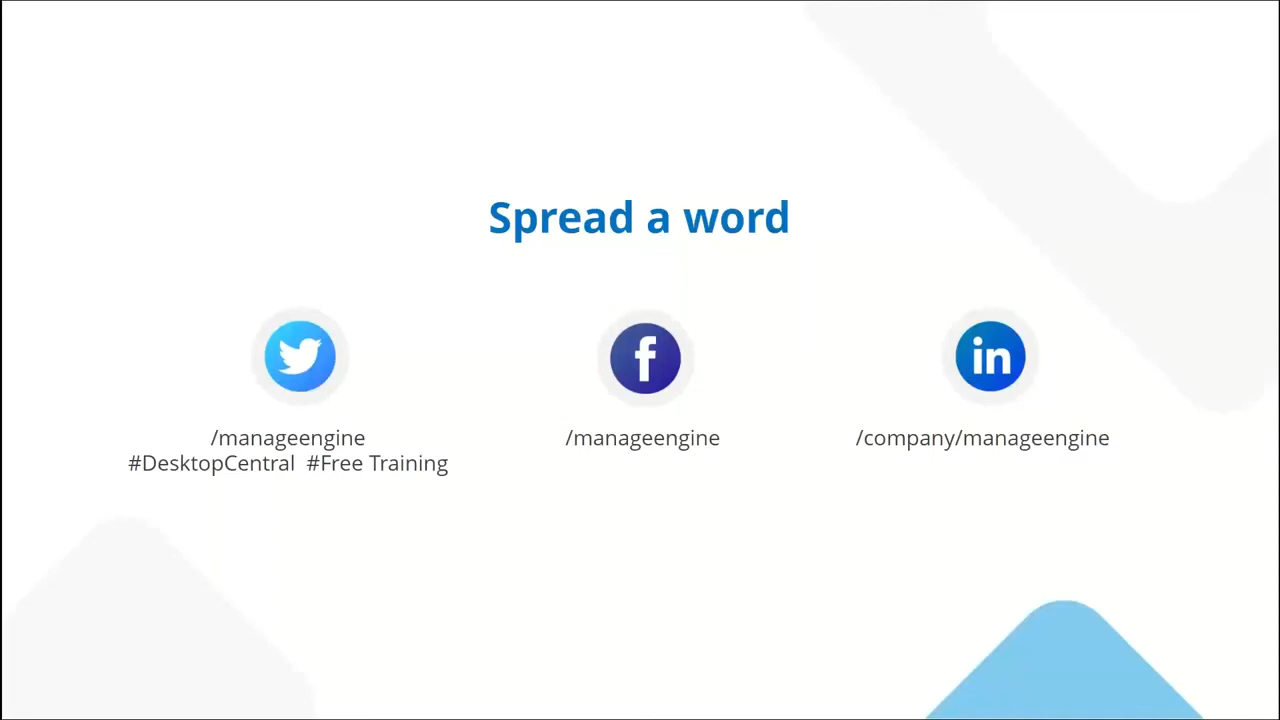 Spread a word
/manageengine
#DesktopCentral #Free Training
/manageengine
/company/manageengine